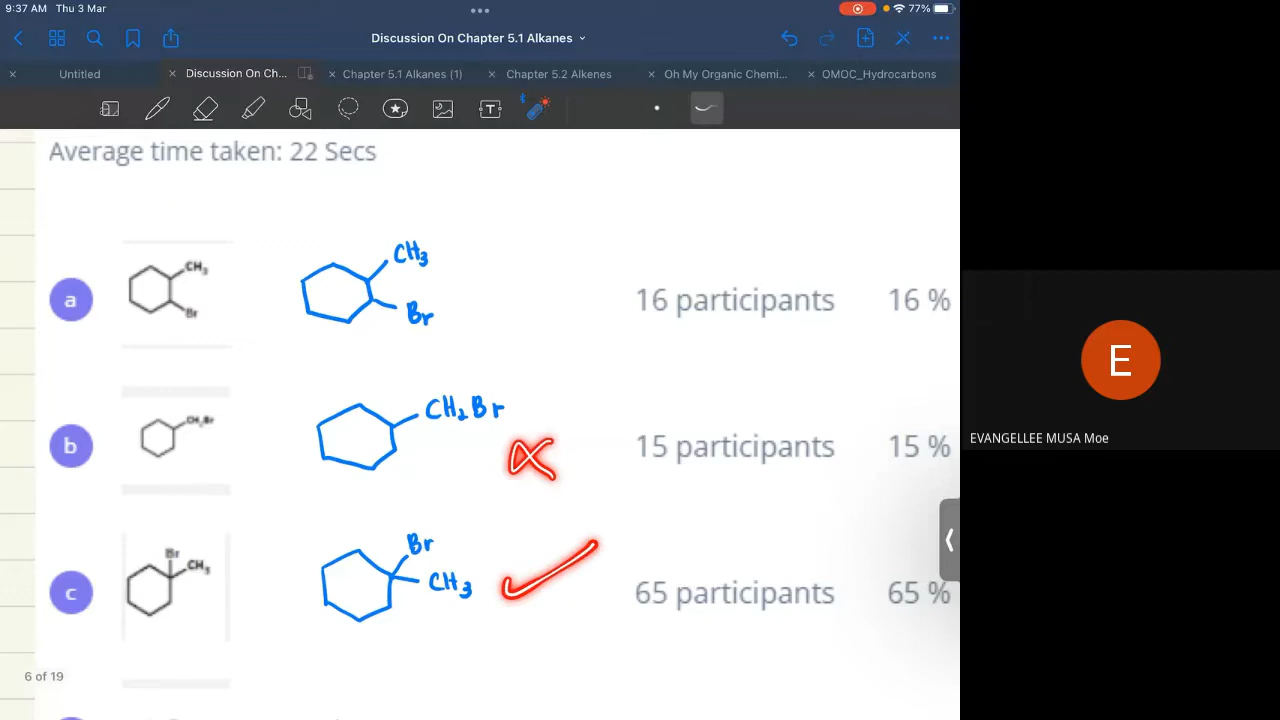 9:37 AM Thu 3 Mar
77%
Discussion On Chapter 5.1 Alkanes
Untitled
Discussion On Ch...
Chapter 5.1 Alkanes (1)
Chapter 5.2 Alkenes
Oh My Organic Chemi...
OMOC_Hydrocarbons
Average time taken: 22 Secs
a
CH3
Br
CH3
Br
16 participants
16 %
b
CH2Br
CH2Br
15 participants
15 %
c
Br
CH3
Br
CH3
65 participants
65 %
6 of 19
E
EVANGELLEE MUSA Moe